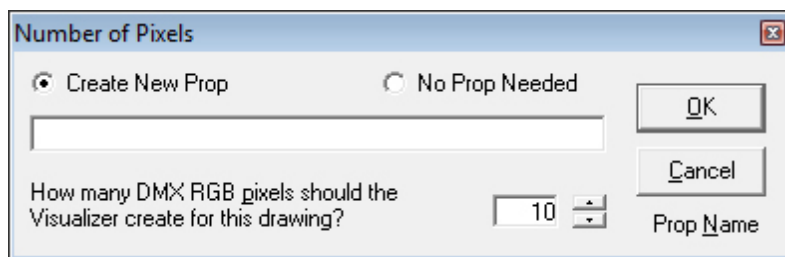 Number of Pixels
Create New Prop
No Prop Needed
OK
Cancel
How many DMX RGB pixels should the
Visualizer create for this drawing?
10
Prop Name